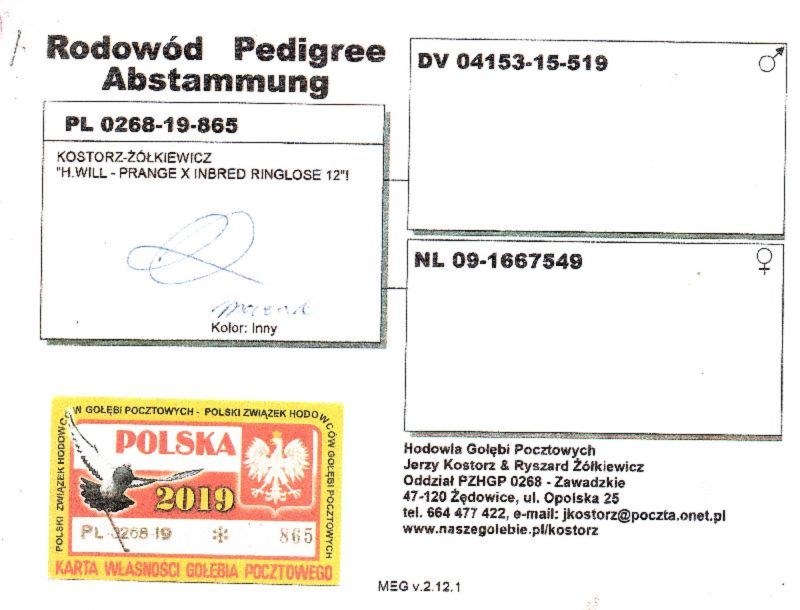 Rodowód Pedigree
Abstammung
PL 0268-19-865
KOSTORZ-ŻÓŁKIEWICZ
"H.WILL - PRANGE X INBRED RINGLOSE 12"!
Kolor: Inny
DV 04153-15-519
♂
NL 09-1667549
♀
POLSKI ZWIĄZEK HODOWCÓW GOŁĘBI POCZTOWYCH - POLSKI ZWIĄZEK HODOWCÓW GOŁĘBI POCZTOWYCH
POLSKA
2019
PL-0268-19 * 865
KARTA WŁASNOŚCI GOŁĘBIA POCZTOWEGO
Hodowla Gołębi Pocztowych
Jerzy Kostorz & Ryszard Żółkiewicz
Oddział PZHGP 0268 - Zawadzkie
47-120 Żędowice, ul. Opolska 25
tel. 664 477 422, e-mail: jkostorz@poczta.onet.pl
www.naszegolebie.pl/kostorz
MEG v.2.12.1